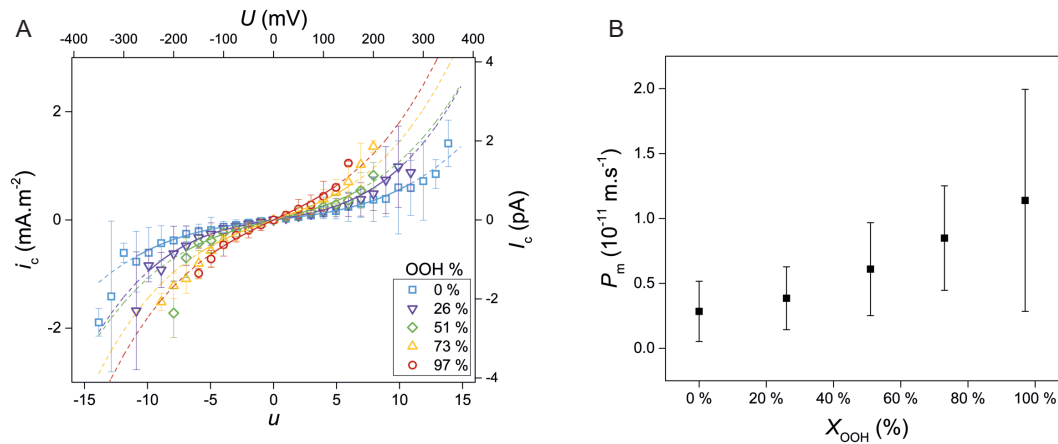 A
U (mV)
-400 -300 -200 -100 0 100 200 300 400
i_c (mA.m⁻²)
2
0
-2
4
2
0
-2
-4
I_c (pA)
OOH %
0 %
26 %
51 %
73 %
97 %
-15 -10 -5 0 5 10 15
u
B
P_m (10⁻¹¹ m.s⁻¹)
2.0
1.5
1.0
0.5
0.0
0 % 20 % 40 % 60 % 80 % 100 %
X_OOH (%)